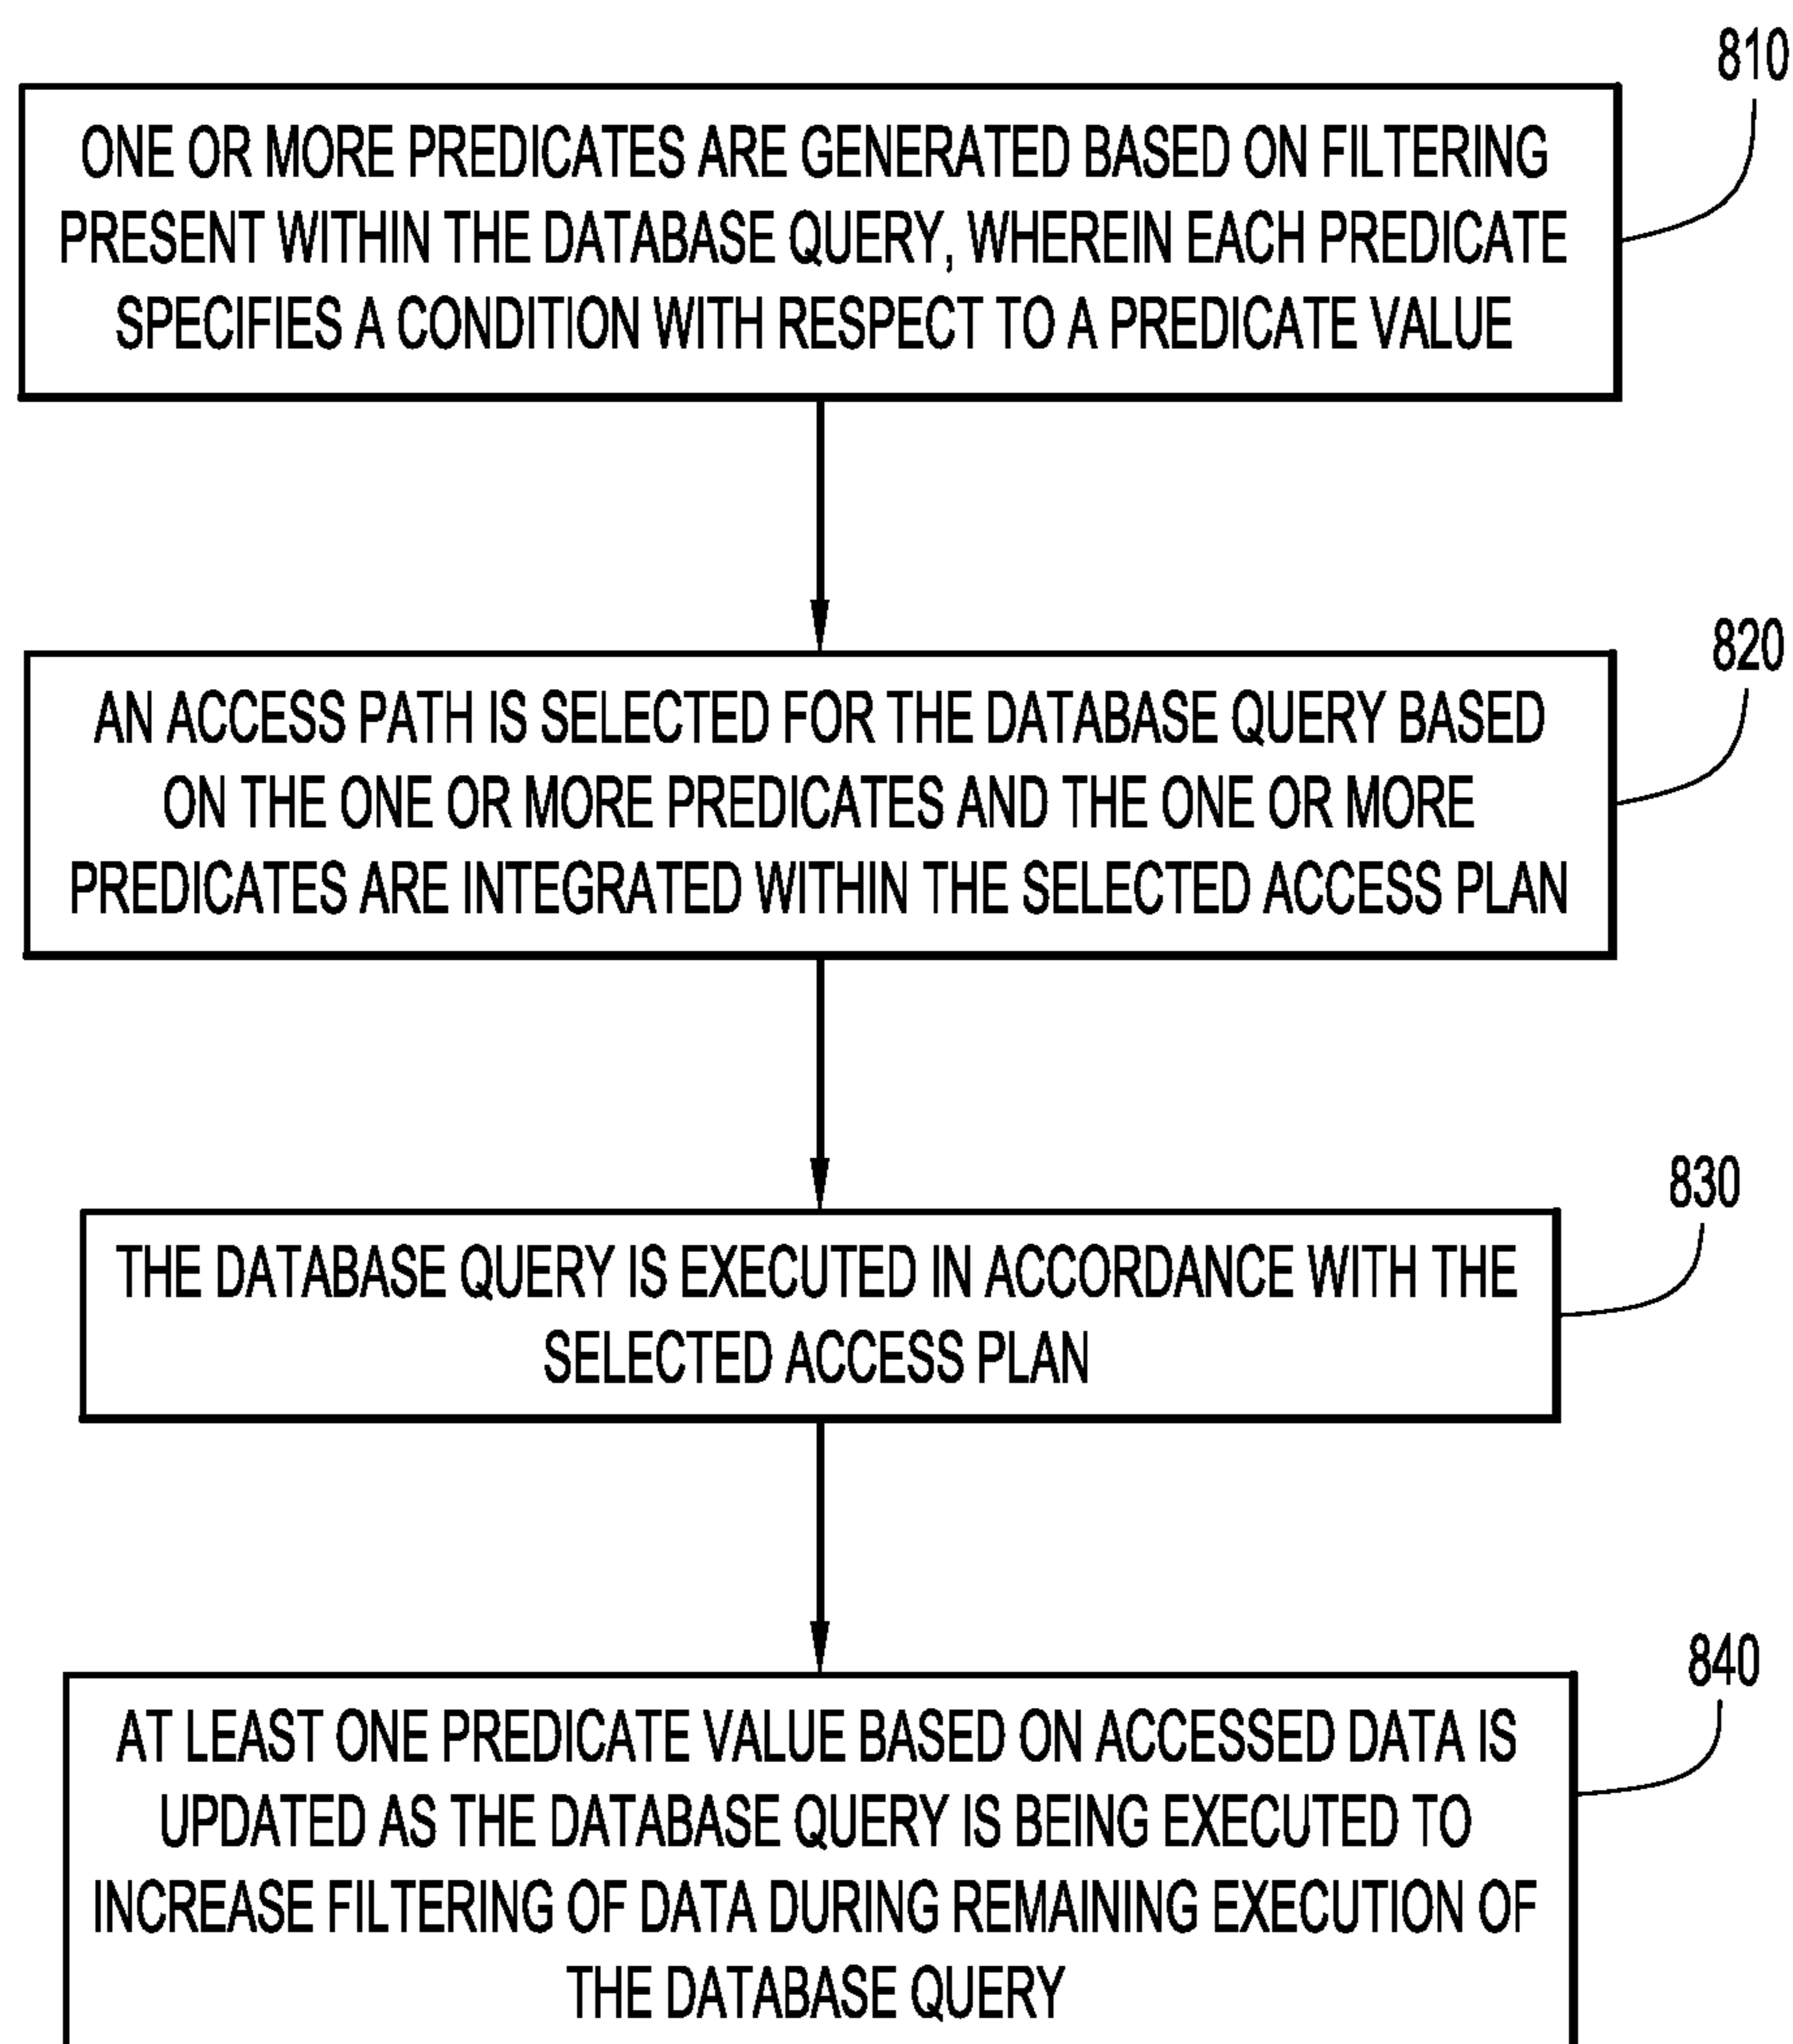 810
ONE OR MORE PREDICATES ARE GENERATED BASED ON FILTERING
PRESENT WITHIN THE DATABASE QUERY, WHEREIN EACH PREDICATE
SPECIFIES A CONDITION WITH RESPECT TO A PREDICATE VALUE
820
AN ACCESS PATH IS SELECTED FOR THE DATABASE QUERY BASED
ON THE ONE OR MORE PREDICATES AND THE ONE OR MORE
PREDICATES ARE INTEGRATED WITHIN THE SELECTED ACCESS PLAN
830
THE DATABASE QUERY IS EXECUTED IN ACCORDANCE WITH THE
SELECTED ACCESS PLAN
840
AT LEAST ONE PREDICATE VALUE BASED ON ACCESSED DATA IS
UPDATED AS THE DATABASE QUERY IS BEING EXECUTED TO
INCREASE FILTERING OF DATA DURING REMAINING EXECUTION OF
THE DATABASE QUERY